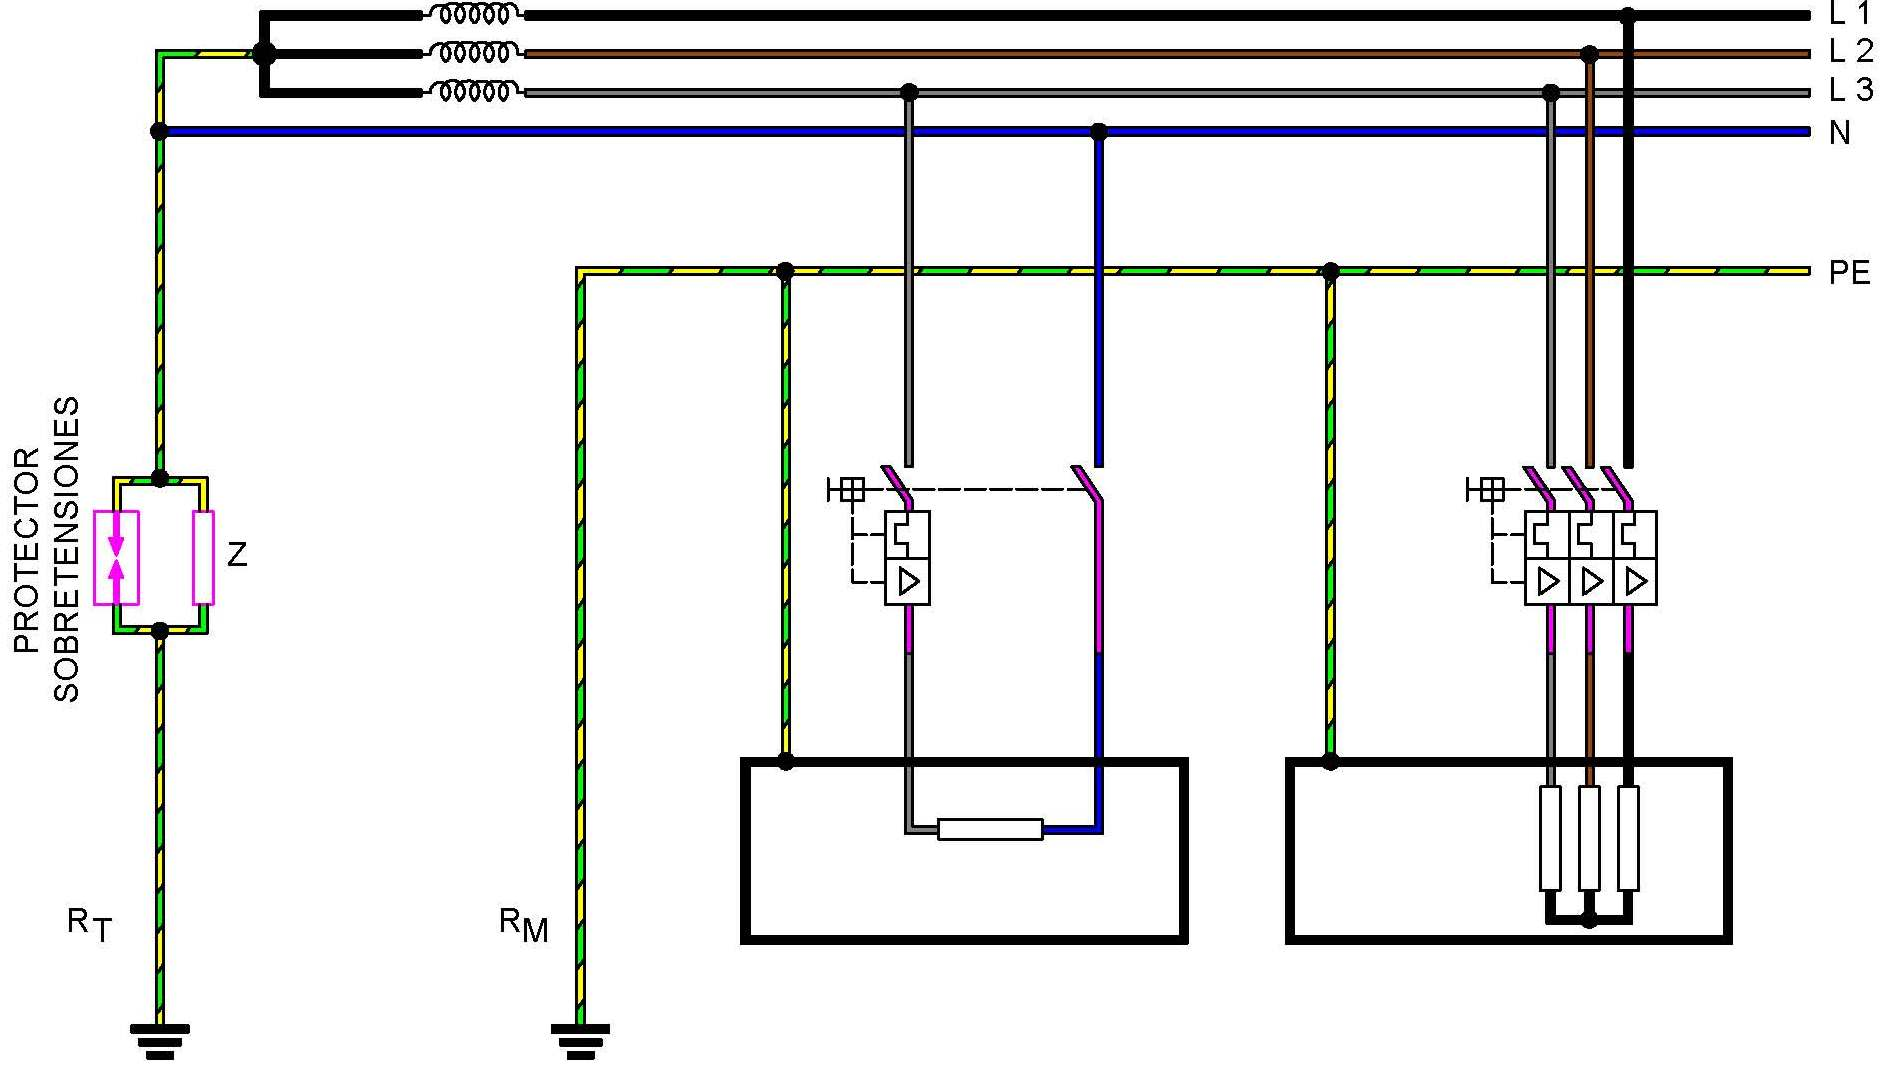 L 1
L 2
L 3
N
PE
PROTECTOR
SOBRETENSIONES
Z
RT
RM